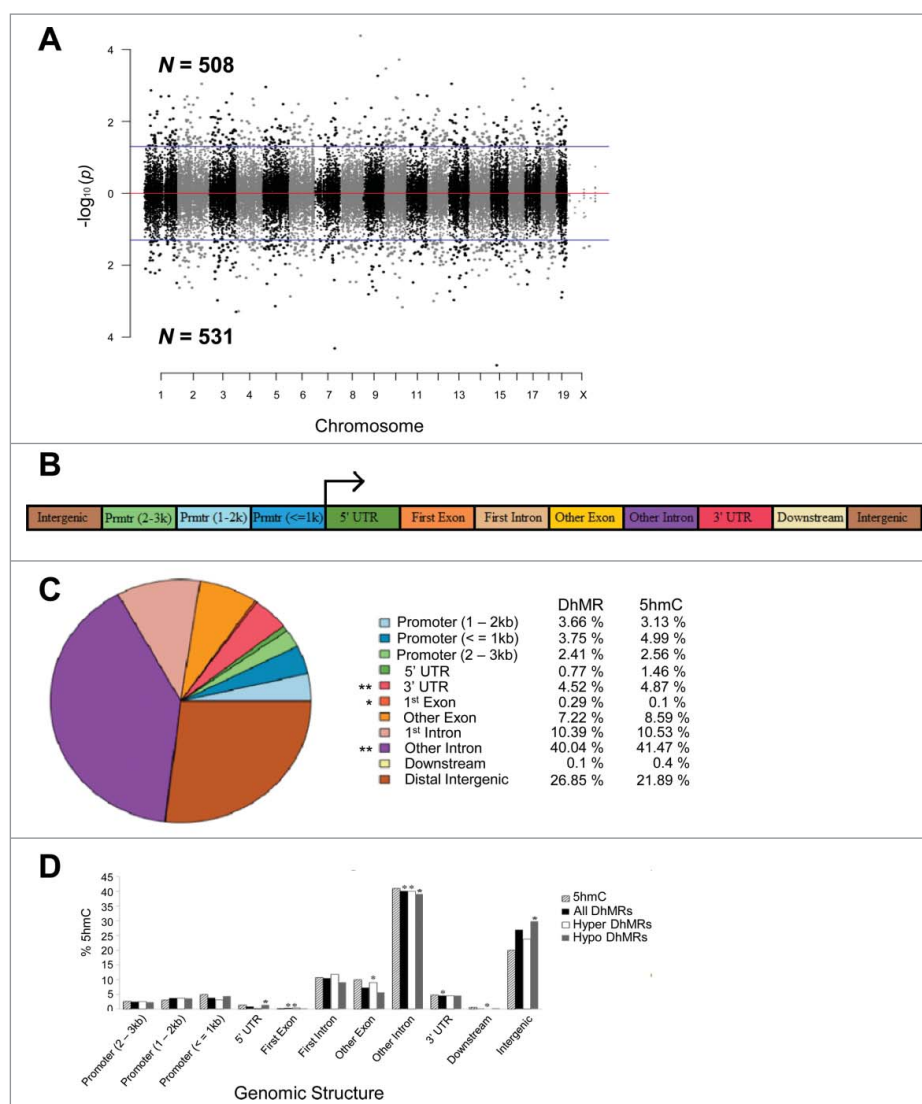 A
N = 508
4
2
0
2
4
-log10(p)
N = 531
1 2 3 4 5 6 7 8 9 11 13 15 17 19 X
Chromosome
B
Intergenic Prmtr (2-3k) Prmtr (1-2k) Prmtr (<=1k) 5' UTR First Exon First Intron Other Exon Other Intron 3' UTR Downstream Intergenic
C
DhMR 5hmC
Promoter (1 – 2kb) 3.66 % 3.13 %
Promoter (< = 1kb) 3.75 % 4.99 %
Promoter (2 – 3kb) 2.41 % 2.56 %
5' UTR 0.77 % 1.46 %
** 3' UTR 4.52 % 4.87 %
* 1st Exon 0.29 % 0.1 %
Other Exon 7.22 % 8.59 %
1st Intron 10.39 % 10.53 %
** Other Intron 40.04 % 41.47 %
Downstream 0.1 % 0.4 %
Distal Intergenic 26.85 % 21.89 %
D
45
40
35
30
25
20
15
10
5
0
% 5hmC
* ** * ** * * * *
5hmC
All DhMRs
Hyper DhMRs
Hypo DhMRs
Promoter (2 – 3kb)
Promoter (1 – 2kb)
Promoter (< = 1kb)
5' UTR
First Exon
First Intron
Other Exon
Other Intron
3' UTR
Downstream
Intergenic
Genomic Structure